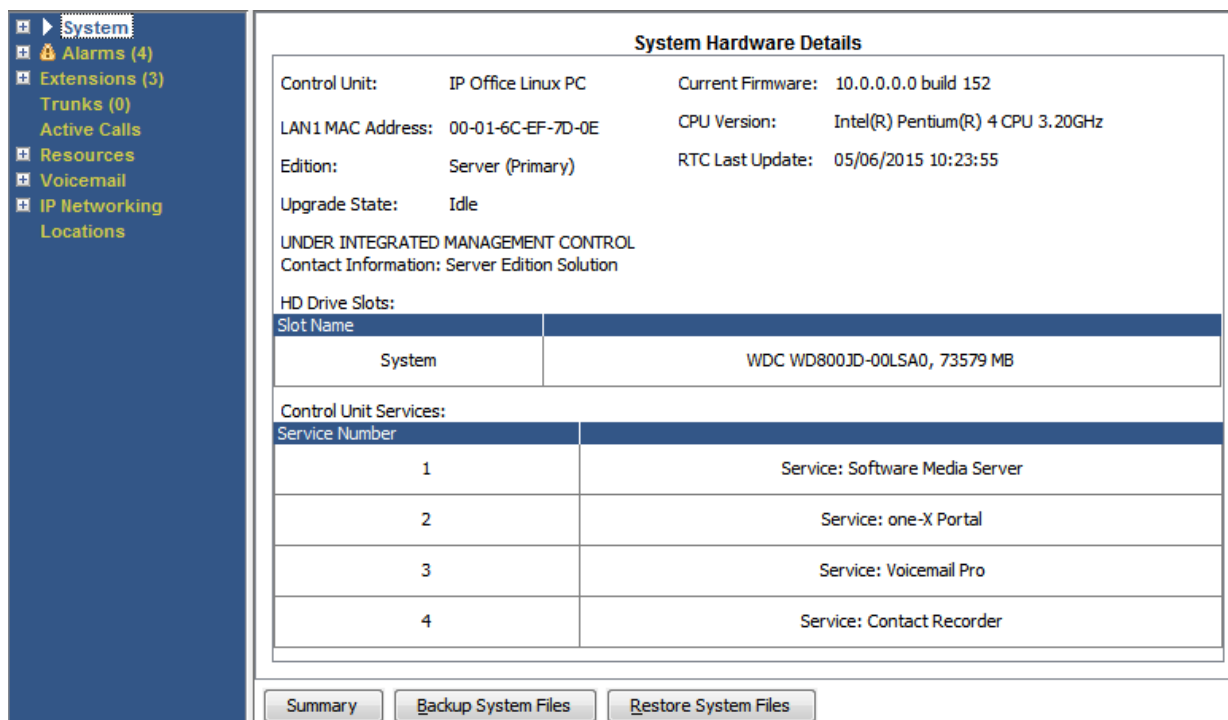 System
Alarms (4)
Extensions (3)
Trunks (0)
Active Calls
Resources
Voicemail
IP Networking
Locations
System Hardware Details
Control Unit: IP Office Linux PC Current Firmware: 10.0.0.0.0 build 152
LAN1 MAC Address: 00-01-6C-EF-7D-0E CPU Version: Intel(R) Pentium(R) 4 CPU 3.20GHz
Edition: Server (Primary) RTC Last Update: 05/06/2015 10:23:55
Upgrade State: Idle
UNDER INTEGRATED MANAGEMENT CONTROL
Contact Information: Server Edition Solution
HD Drive Slots:
Slot Name
System WDC WD800JD-00LSA0, 73579 MB
Control Unit Services:
Service Number
1 Service: Software Media Server
2 Service: one-X Portal
3 Service: Voicemail Pro
4 Service: Contact Recorder
Summary Backup System Files Restore System Files